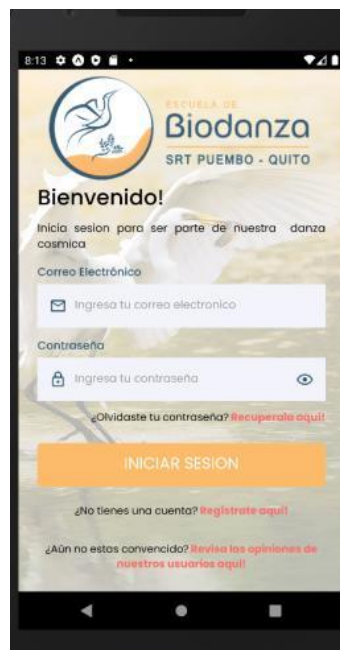 8:13
ESCUELA DE
Biodanza
SRT PUEMBO - QUITO
Bienvenido!
Inicia sesion para ser parte de nuestra danza
cosmica
Correo Electrónico
Ingresa tu correo electronico
Contraseña
Ingresa tu contraseña
¿Olvidaste tu contraseña? Recuperala aqui!
INICIAR SESION
¿No tienes una cuenta? Registrate aqui!
¿Aún no estas convencido? Revisa las opiniones de
nuestros usuarios aqui!